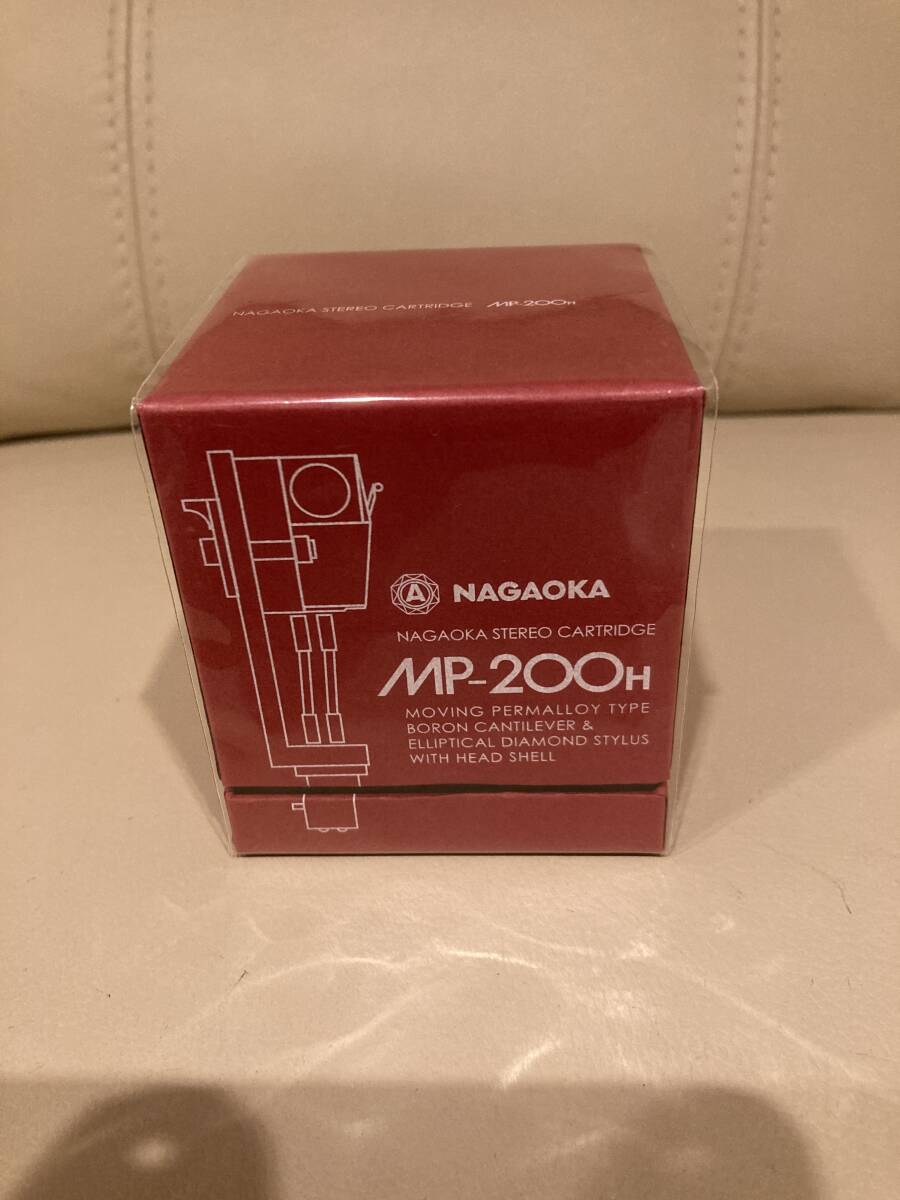 NAGAOKA STEREO CARTRIDGE MP-200H
A NAGAOKA
NAGAOKA STEREO CARTRIDGE
MP-200H
MOVING PERMALLOY TYPE
BORON CANTILEVER &
ELLIPTICAL DIAMOND STYLUS
WITH HEAD SHELL